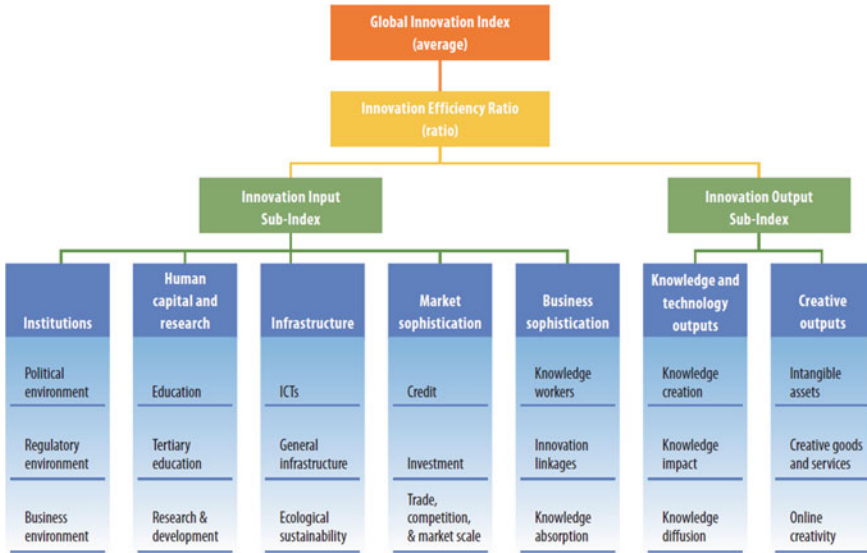 Global Innovation Index
(average)
Innovation Efficiency Ratio
(ratio)
Innovation Input
Sub-Index
Innovation Output
Sub-Index
Institutions
Human
capital and
research
Infrastructure
Market
sophistication
Business
sophistication
Knowledge and
technology
outputs
Creative
outputs
Political
environment
Education
ICTs
Credit
Knowledge
workers
Knowledge
creation
Intangible
assets
Regulatory
environment
Tertiary
education
General
infrastructure
Investment
Innovation
linkages
Knowledge
impact
Creative goods
and services
Business
environment
Research &
development
Ecological
sustainability
Trade,
competition,
& market scale
Knowledge
absorption
Knowledge
diffusion
Online
creativity